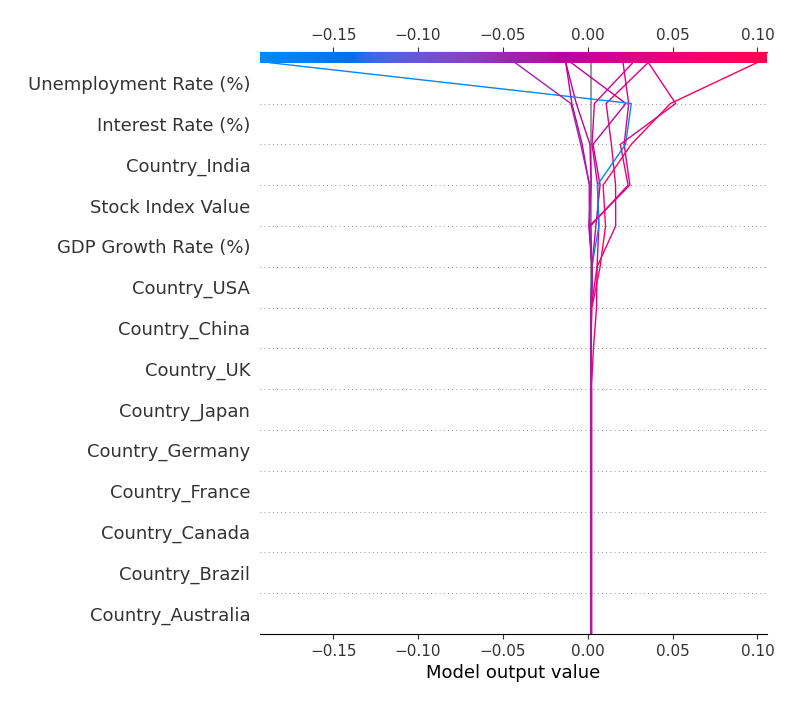 −0.15 −0.10 −0.05 0.00 0.05 0.10
Unemployment Rate (%)
Interest Rate (%)
Country_India
Stock Index Value
GDP Growth Rate (%)
Country_USA
Country_China
Country_UK
Country_Japan
Country_Germany
Country_France
Country_Canada
Country_Brazil
Country_Australia
−0.15 −0.10 −0.05 0.00 0.05 0.10
Model output value